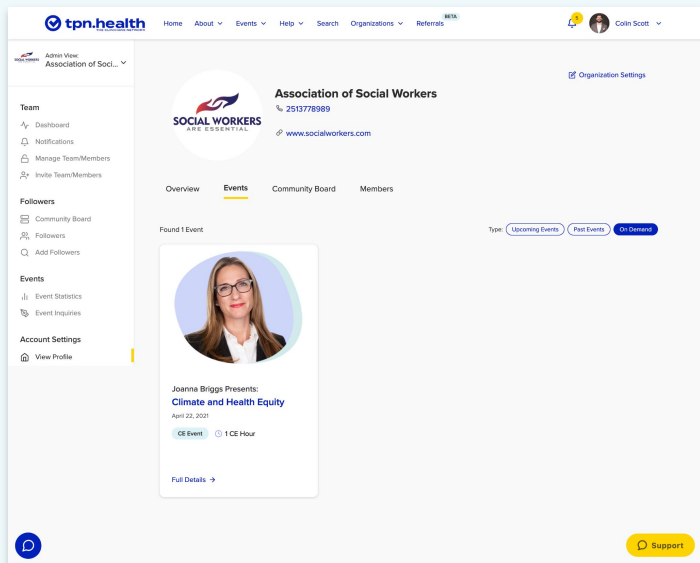 tpn.health
THE CLINICIANS NETWORK
Home About Events Help Search Organizations Referrals BETA
5 Colin Scott
SOCIAL WORKERS
Admin View:
Association of Soci...
Team
Dashboard
Notifications
Manage Team/Members
Invite Team/Members
Followers
Community Board
Followers
Add Followers
Events
Event Statistics
Event Inquiries
Account Settings
View Profile
SOCIAL WORKERS
ARE ESSENTIAL
Association of Social Workers
2513778989
www.socialworkers.com
Organization Settings
Overview Events Community Board Members
Found 1 Event
Type: Upcoming Events Past Events On Demand
Joanna Briggs Presents:
Climate and Health Equity
April 22, 2021
CE Event 1 CE Hour
Full Details →
Support